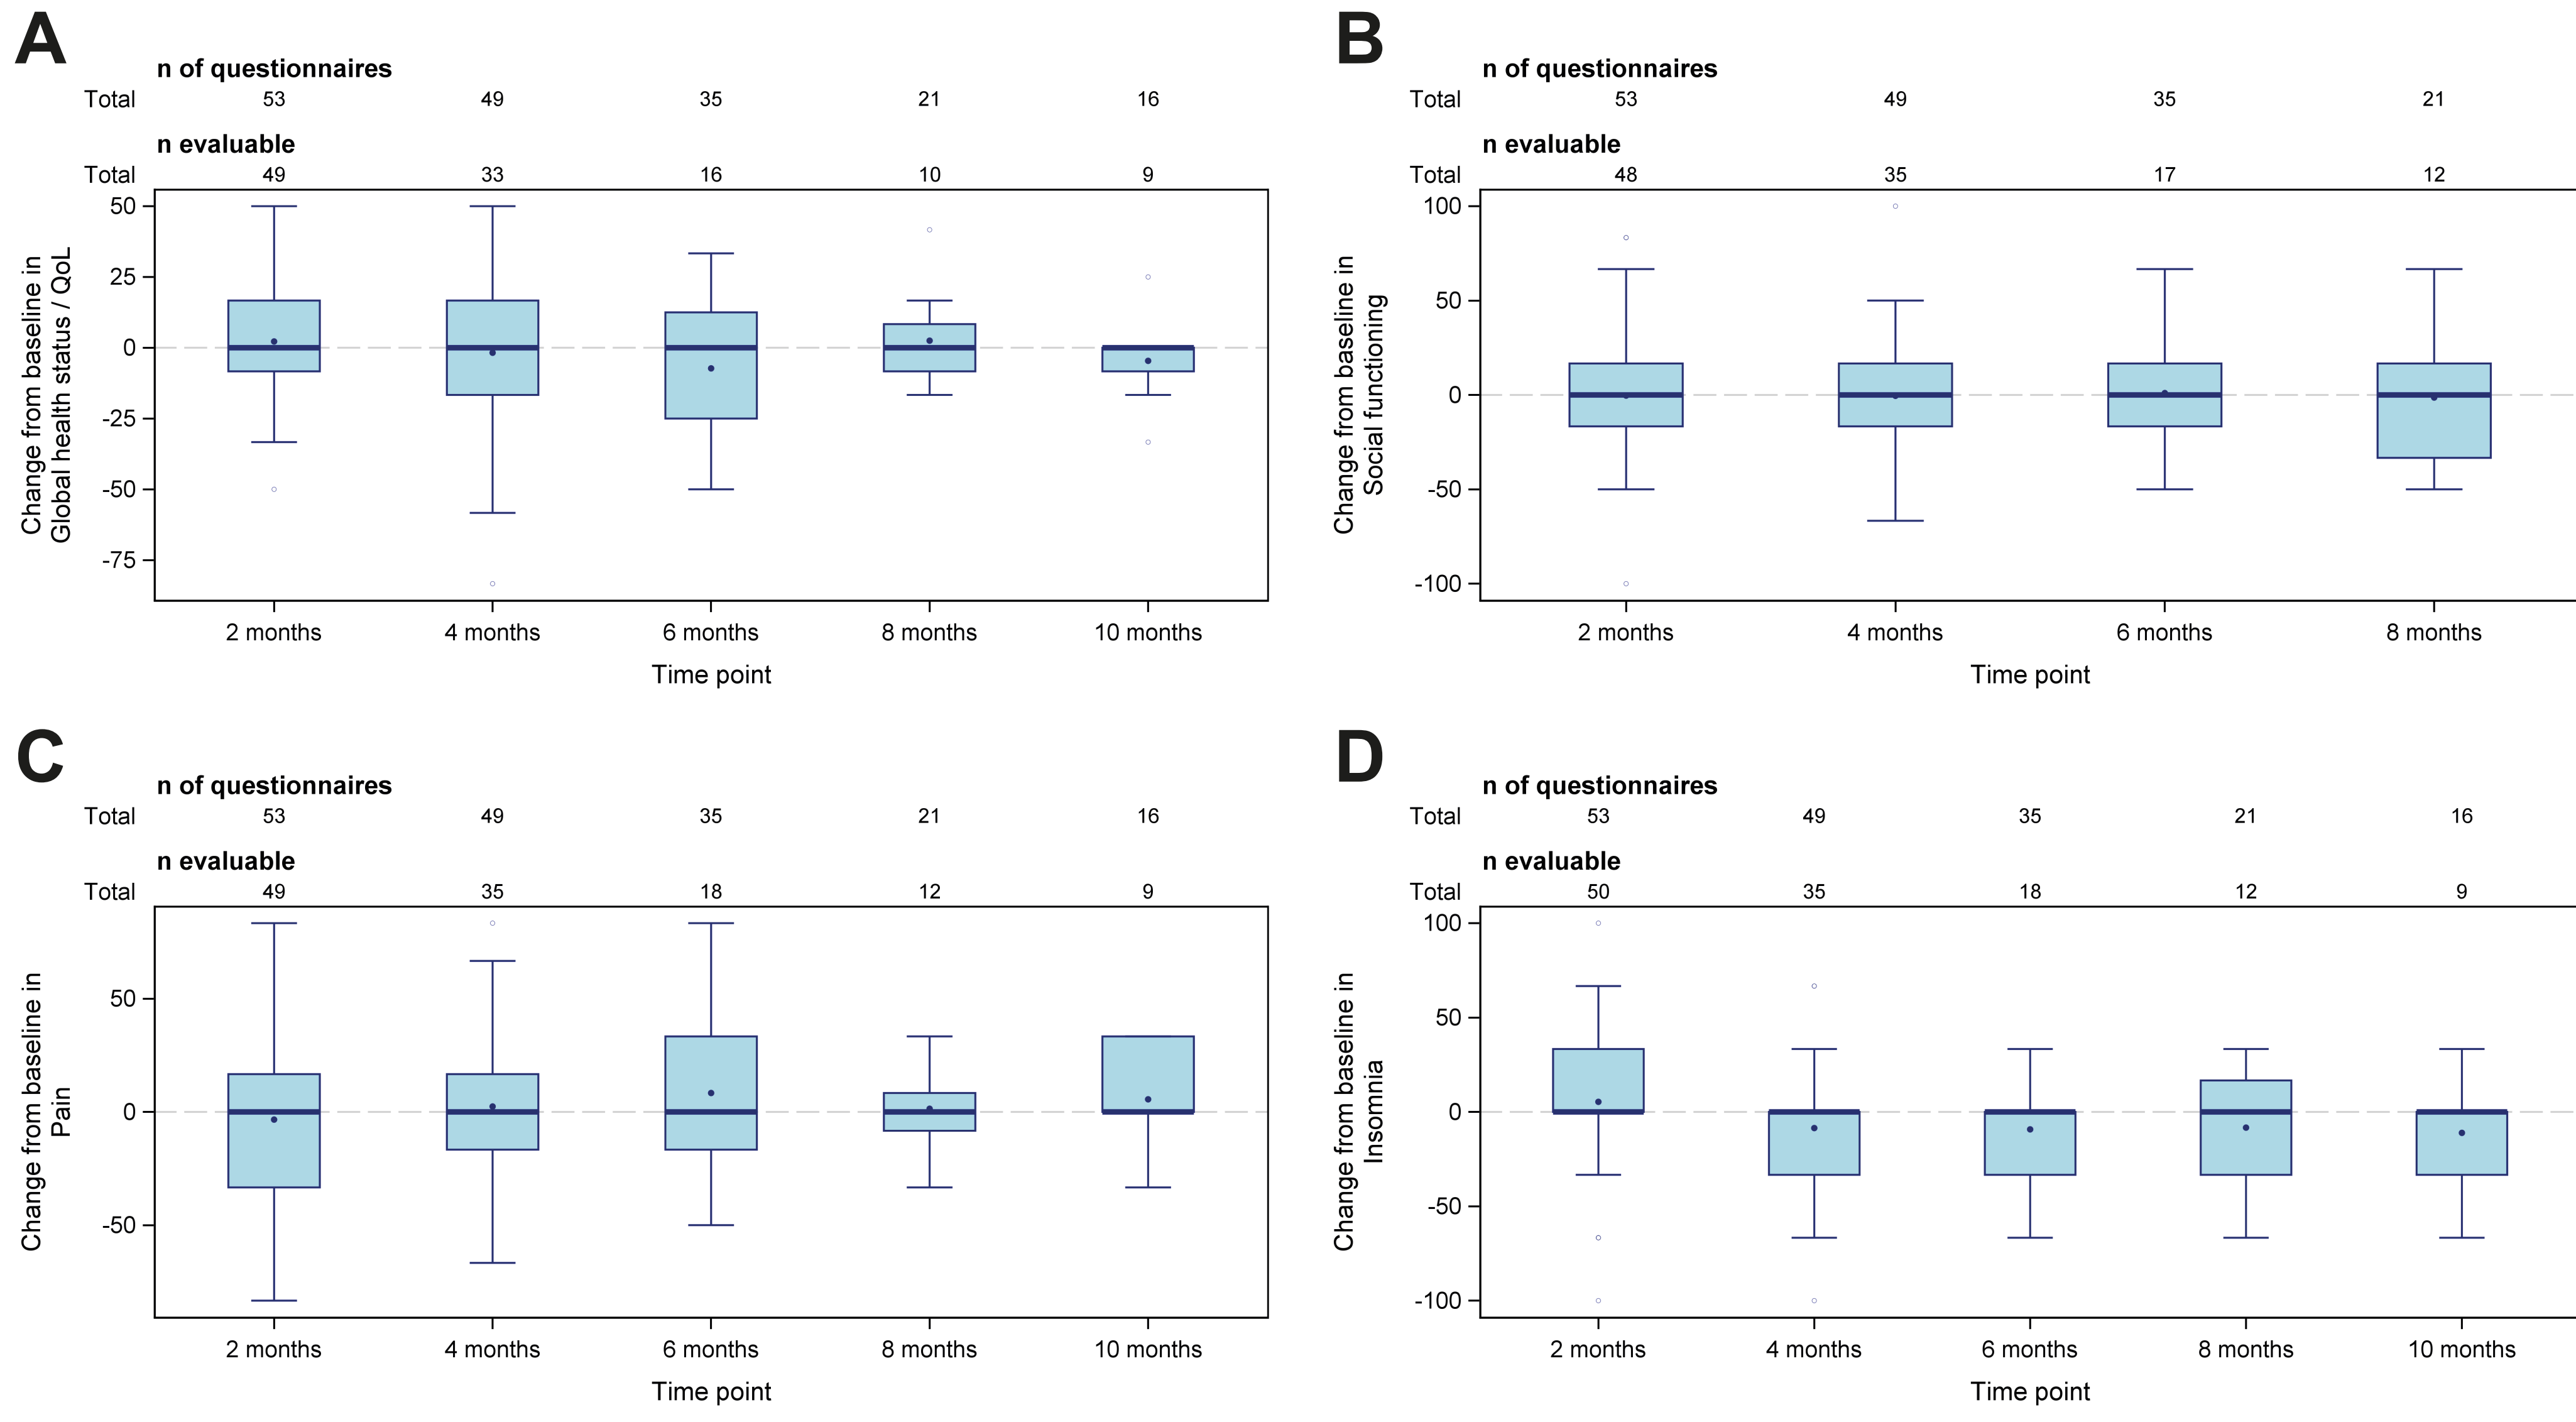 A
n of questionnaires
Total 53 49 35 21 16
n evaluable
Total 49 33 16 10 9
Change from baseline in
Global health status / QoL
50
25
0
-25
-50
-75
2 months 4 months 6 months 8 months 10 months
Time point
B
n of questionnaires
Total 53 49 35 21
n evaluable
Total 48 35 17 12
Change from baseline in
Social functioning
100
50
0
-50
-100
2 months 4 months 6 months 8 months
Time point
C
n of questionnaires
Total 53 49 35 21 16
n evaluable
Total 49 35 18 12 9
Change from baseline in
Pain
50
0
-50
2 months 4 months 6 months 8 months 10 months
Time point
D
n of questionnaires
Total 53 49 35 21 16
n evaluable
Total 50 35 18 12 9
Change from baseline in
Insomnia
100
50
0
-50
-100
2 months 4 months 6 months 8 months 10 months
Time point